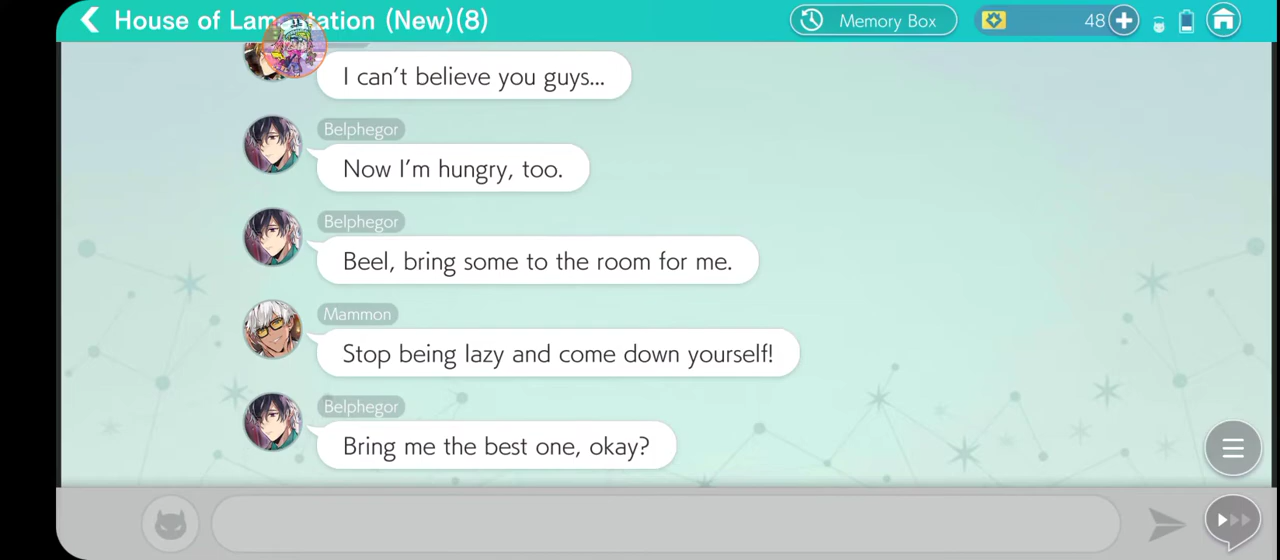 House of Lamentation (New)(8)
Memory Box
48
I can't believe you guys...
Belphegor
Now I'm hungry, too.
Belphegor
Beel, bring some to the room for me.
Mammon
Stop being lazy and come down yourself!
Belphegor
Bring me the best one, okay?